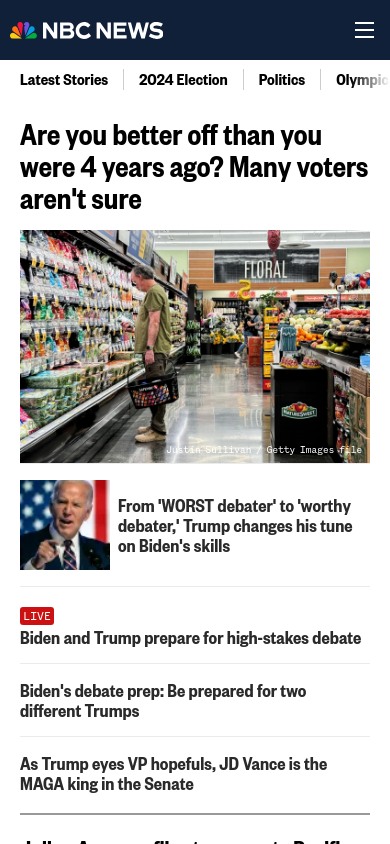 NBC NEWS
Latest Stories
2024 Election
Politics
Olympic
Are you better off than you
were 4 years ago? Many voters
aren't sure
FLORAL
NatureSweet
Justin Sullivan / Getty Images file
From 'WORST debater' to 'worthy
debater,' Trump changes his tune
on Biden's skills
LIVE
Biden and Trump prepare for high-stakes debate
Biden's debate prep: Be prepared for two
different Trumps
As Trump eyes VP hopefuls, JD Vance is the
MAGA king in the Senate